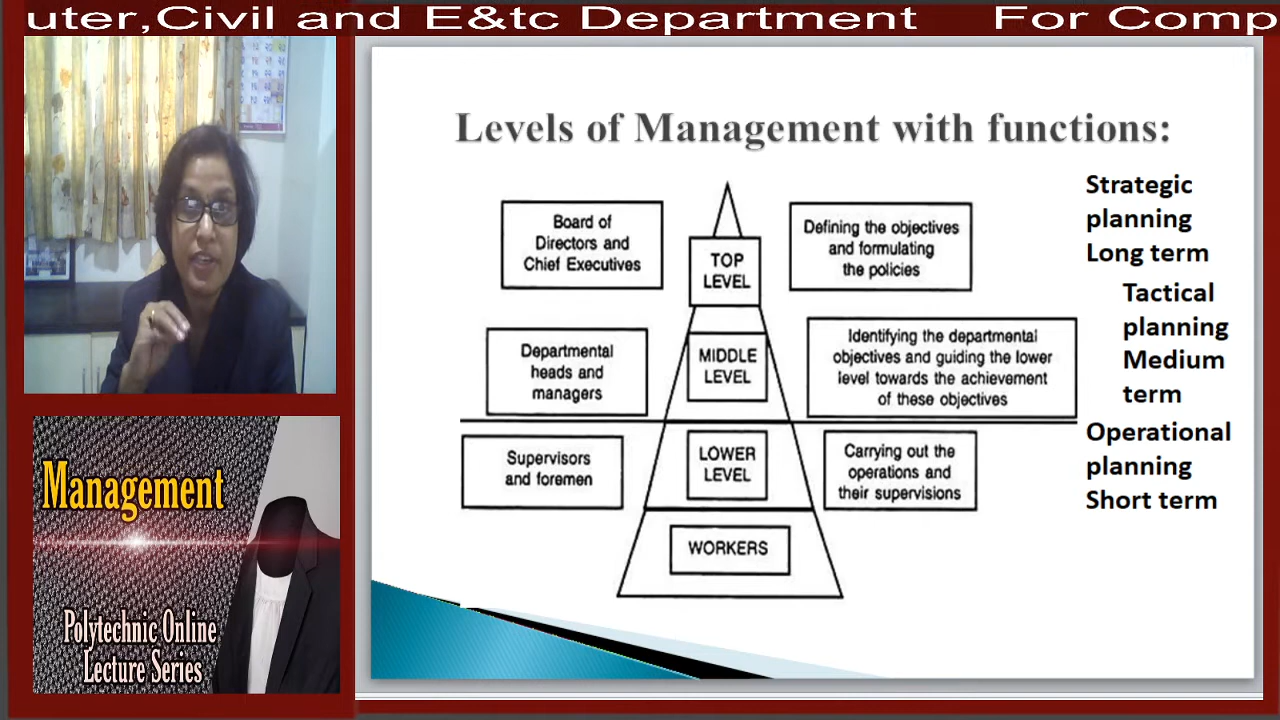 uter,Civil and E&tc Department For Comp
Levels of Management with functions:
Board of
Directors and
Chief Executives
TOP
LEVEL
Defining the objectives
and formulating
the policies
Strategic
planning
Long term
Departmental
heads and
managers
MIDDLE
LEVEL
Identifying the departmental
objectives and guiding the lower
level towards the achievement
of these objectives
Tactical
planning
Medium
term
Supervisors
and foremen
LOWER
LEVEL
Carrying out the
operations and
their supervisions
Operational
planning
Short term
WORKERS
Management
Polytechnic Online
Lecture Series